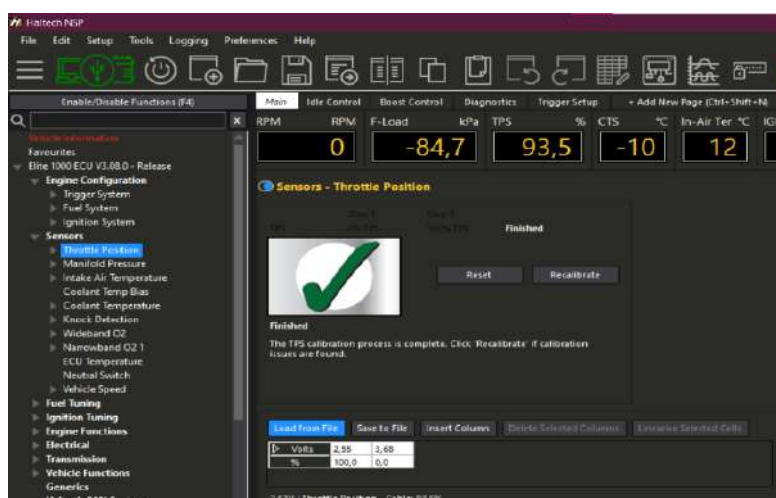 Haltech NSP
File Edit Setup Tools Logging Preferences Help
Enable/Disable Functions (F4)
Main Idle Control Boost Control Diagnostics Trigger Setup + Add New Page (Ctrl+Shift+N)
RPM RPM F-Load kPa TPS % CTS °C In-Air Ter °C
0 -84,7 93,5 -10 12
Vehicle Information
Favourites
Elite 1000 ECU V3.08.0 - Release
Engine Configuration
Trigger System
Fuel System
Ignition System
Sensors
Throttle Position
Manifold Pressure
Intake Air Temperature
Coolant Temp Bias
Coolant Temperature
Knock Detection
Wideband O2
Narrowband O2 1
ECU Temperature
Neutral Switch
Vehicle Speed
Fuel Tuning
Ignition Tuning
Engine Functions
Electrical
Transmission
Vehicle Functions
Generics
Sensors - Throttle Position
Finished
Reset Recalibrate
Finished
The TPS calibration process is complete. Click 'Recalibrate' if calibration
issues are found.
Load from File Save to File Insert Column Delete Selected Columns Linearise Selected Cells
Volts 2,55 3,68
% 100,0 0,0